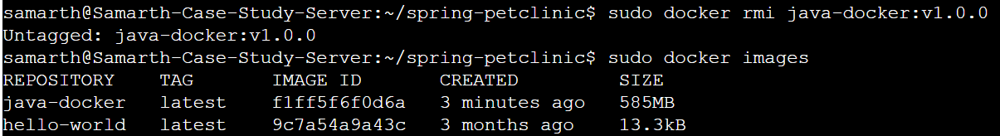 samarth@Samarth-Case-Study-Server:~/spring-petclinic$ sudo docker rmi java-docker:v1.0.0
Untagged: java-docker:v1.0.0
samarth@Samarth-Case-Study-Server:~/spring-petclinic$ sudo docker images
REPOSITORY TAG IMAGE ID CREATED SIZE
java-docker latest f1ff5f6f0d6a 3 minutes ago 585MB
hello-world latest 9c7a54a9a43c 3 months ago 13.3kB